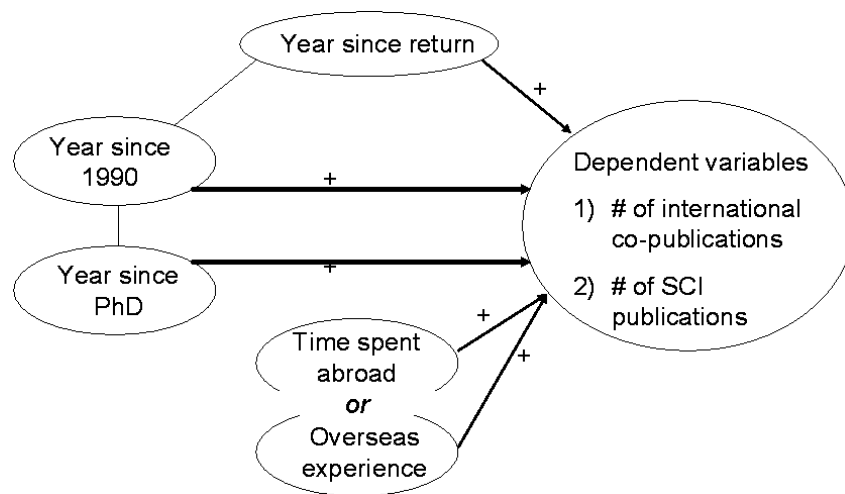 Year since return
+
Year since
1990
+
Dependent variables
1) # of international
co-publications
2) # of SCI
publications
Year since
PhD
+
Time spent
abroad
+
or
+
Overseas
experience